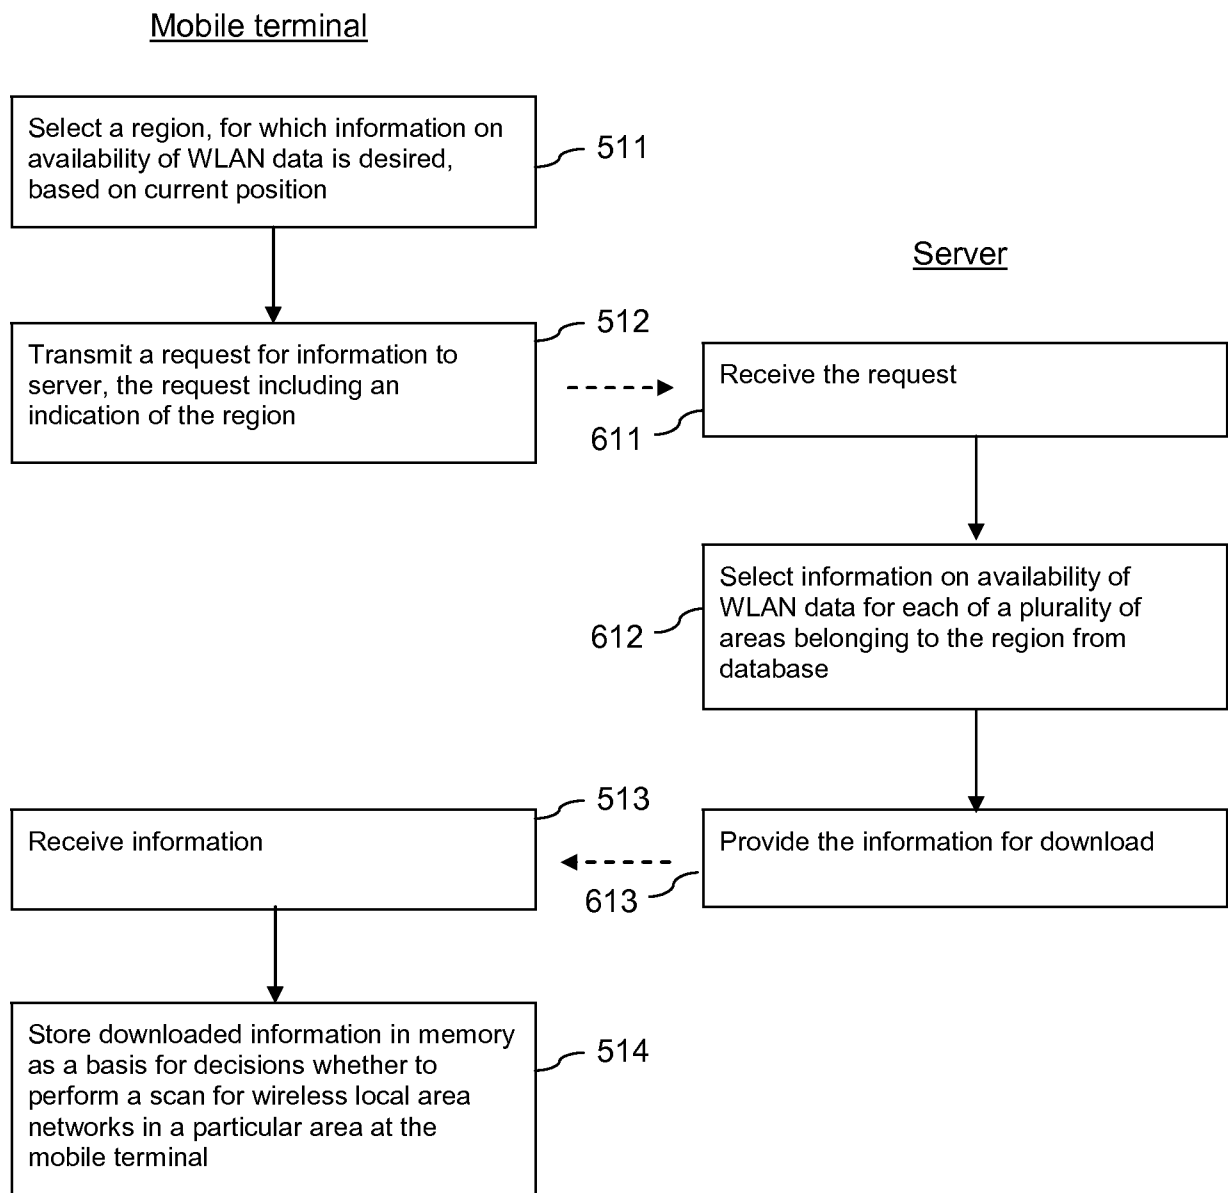 Mobile terminal
Select a region, for which information on
availability of WLAN data is desired,
based on current position
511
Server
512
Transmit a request for information to
server, the request including an
indication of the region
Receive the request
611
Select information on availability of
WLAN data for each of a plurality of
areas belonging to the region from
database
612
513
Receive information
Provide the information for download
613
Store downloaded information in memory
as a basis for decisions whether to
perform a scan for wireless local area
networks in a particular area at the
mobile terminal
514